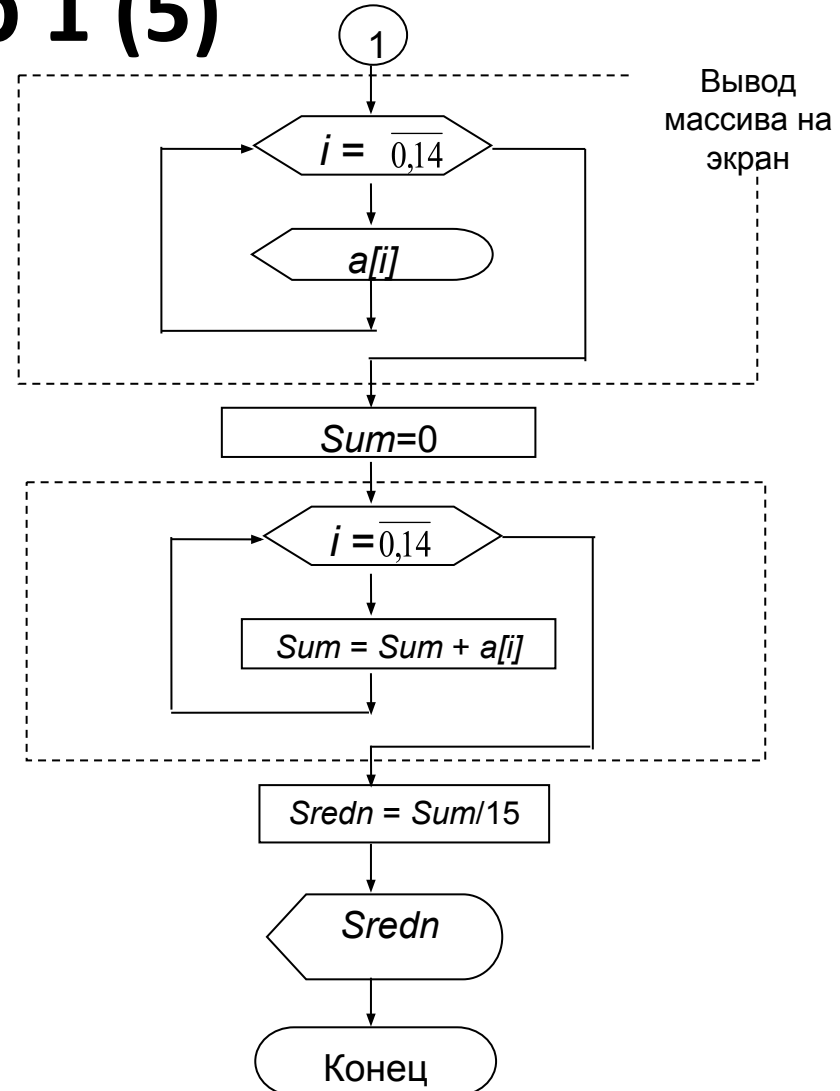 1 (5)
1
Вывод
массива на
экран
i = 0,14
a[i]
Sum=0
i = 0,14
Sum = Sum + a[i]
Sredn = Sum/15
Sredn
Конец